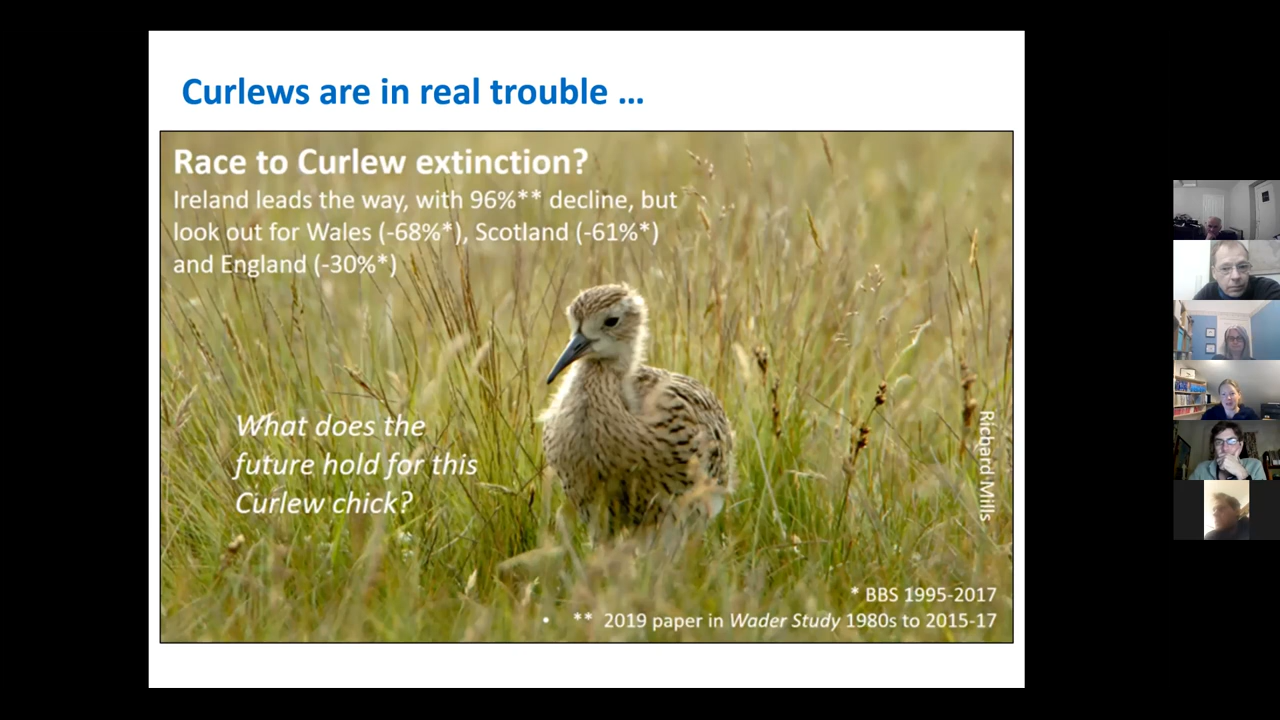 Curlews are in real trouble …
Race to Curlew extinction?
Ireland leads the way, with 96%** decline, but
look out for Wales (-68%*), Scotland (-61%*)
and England (-30%*)
What does the
future hold for this
Curlew chick?
Richard Mills
* BBS 1995-2017
• ** 2019 paper in Wader Study 1980s to 2015-17